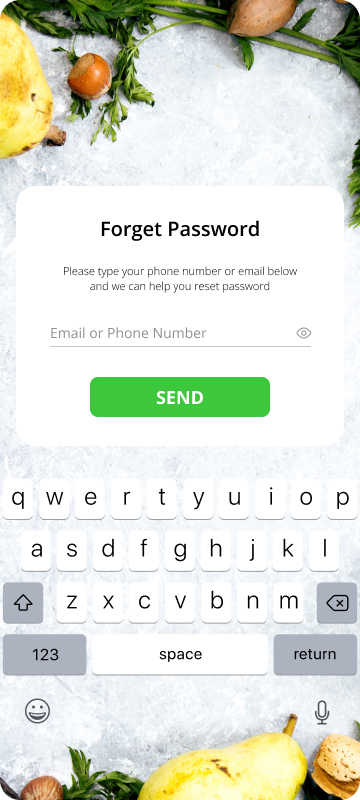 Forget Password
Please type your phone number or email below
and we can help you reset password
Email or Phone Number
SEND
q w e r t y u i o p
a s d f g h j k l
z x c v b n m
123 space return